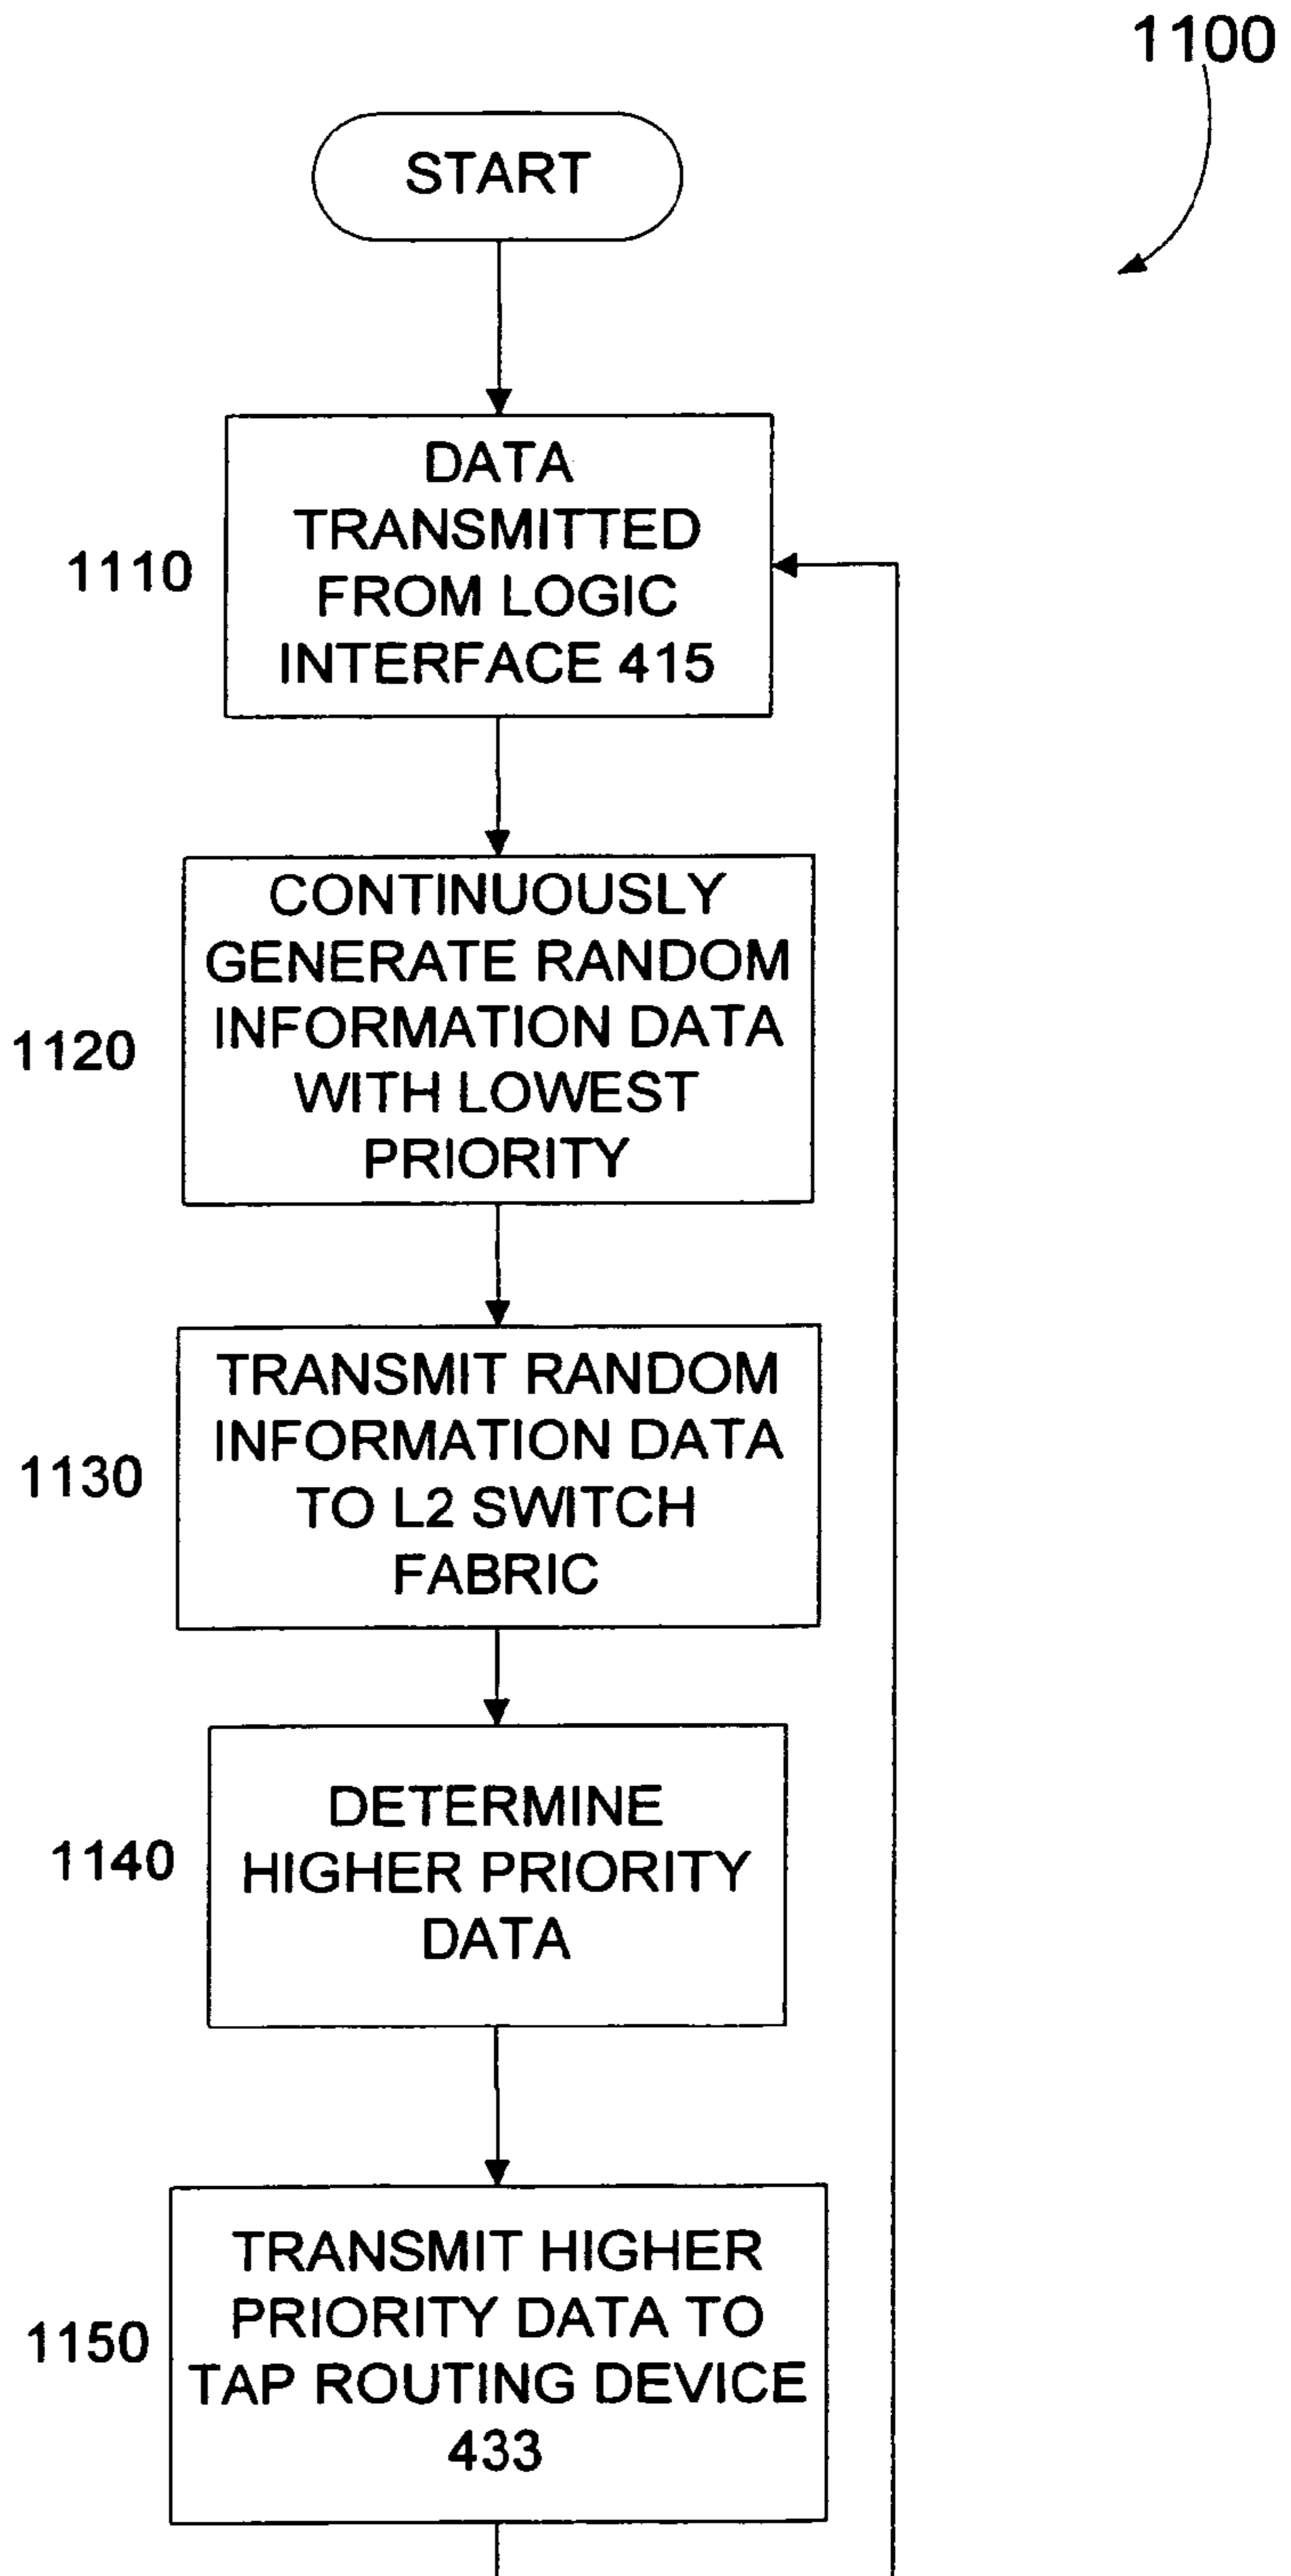 1100
START
1110
DATA
TRANSMITTED
FROM LOGIC
INTERFACE 415
1120
CONTINUOUSLY
GENERATE RANDOM
INFORMATION DATA
WITH LOWEST
PRIORITY
1130
TRANSMIT RANDOM
INFORMATION DATA
TO L2 SWITCH
FABRIC
1140
DETERMINE
HIGHER PRIORITY
DATA
1150
TRANSMIT HIGHER
PRIORITY DATA TO
TAP ROUTING DEVICE
433